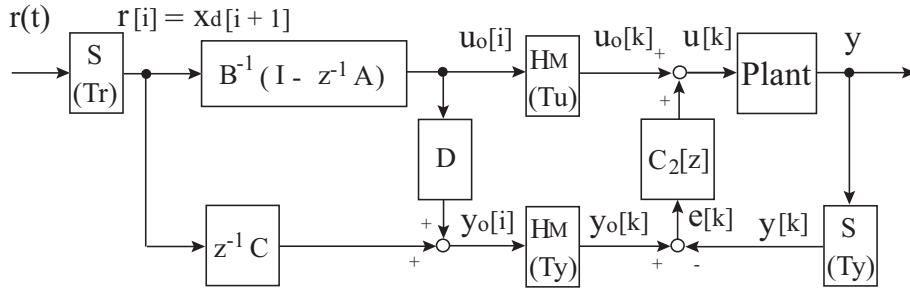 r(t)
r[i] = xd[i + 1]
S
(Tr)
B⁻¹ ( I - z⁻¹ A)
uo[i]
HM
(Tu)
uo[k]
+
u[k]
Plant
y
+
D
C2[z]
+
yo[i]
e[k]
z⁻¹ C
+
HM
(Ty)
yo[k]
+
-
y[k]
S
(Ty)